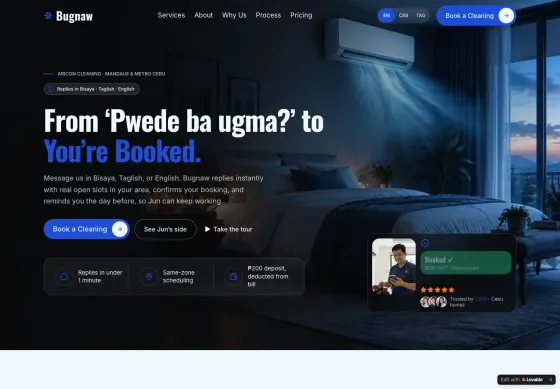 Bugnaw
Services About Why Us Process Pricing
EN CEB TAG
Book a Cleaning
AIRCON CLEANING · MANDAUE & METRO CEBU
Replies in Bisaya · Taglish · English
From ‘Pwede ba ugma?’ to
You’re Booked.
Message us in Bisaya, Taglish, or English. Bugnaw replies instantly
with real open slots in your area, confirms your booking, and
reminds you the day before, so Jun can keep working.
Book a Cleaning
See Jun's side
Take the tour
Replies in under
1 minute
Same-zone
scheduling
₱200 deposit,
deducted from
bill
Booked ✓
Trusted by 1,200+ Cebu
homes
Edit with Lovable